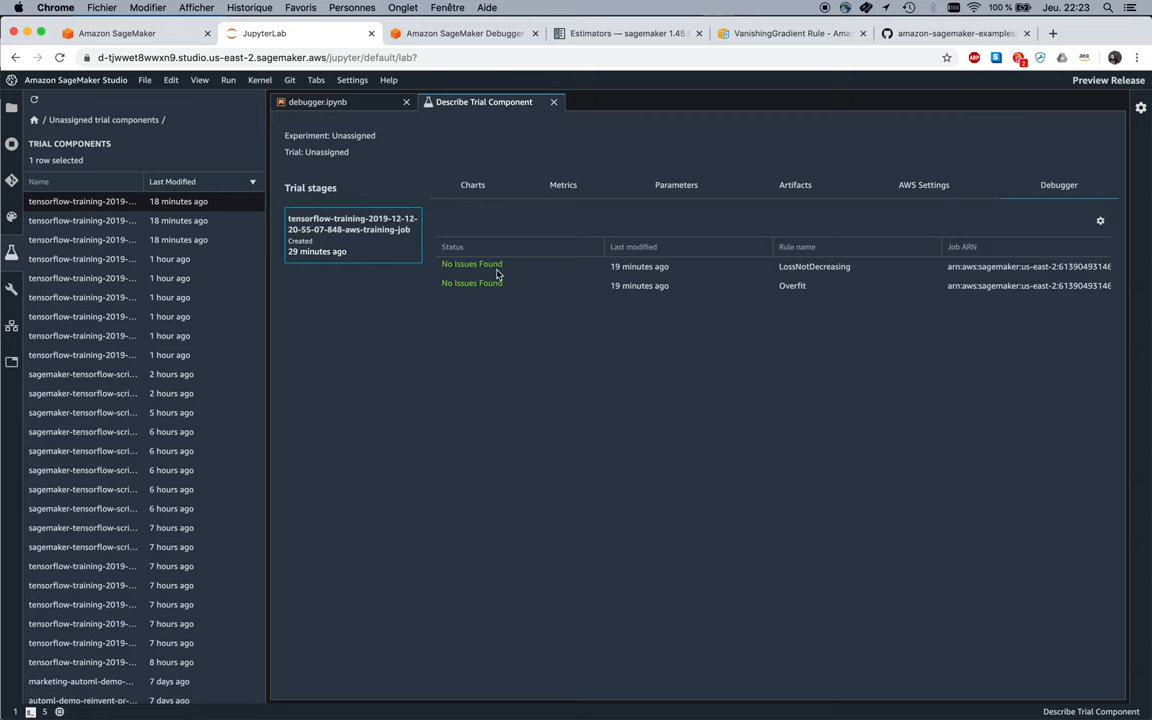 Chrome Fichier Modifier Afficher Historique Favoris Personnes Onglet Fenêtre Aide 100 % Jeu. 22:23
Amazon SageMaker
JupyterLab
Amazon SageMaker Debugger
Estimators — sagemaker 1.45.
VanishingGradient Rule - Ama
amazon-sagemaker-examples/
d-tjwwet8wwxn9.studio.us-east-2.sagemaker.aws/jupyter/default/lab?
Amazon SageMaker Studio File Edit View Run Kernel Git Tabs Settings Help Preview Release
debugger.ipynb
Describe Trial Component
/ Unassigned trial components /
TRIAL COMPONENTS
1 row selected
Name Last Modified
tensorflow-training-2019-... 18 minutes ago
tensorflow-training-2019-... 18 minutes ago
tensorflow-training-2019-... 18 minutes ago
tensorflow-training-2019-... 1 hour ago
tensorflow-training-2019-... 1 hour ago
tensorflow-training-2019-... 1 hour ago
tensorflow-training-2019-... 1 hour ago
tensorflow-training-2019-... 1 hour ago
tensorflow-training-2019-... 1 hour ago
sagemaker-tensorflow-scri... 2 hours ago
sagemaker-tensorflow-scri... 2 hours ago
sagemaker-tensorflow-scri... 5 hours ago
sagemaker-tensorflow-scri... 6 hours ago
sagemaker-tensorflow-scri... 6 hours ago
sagemaker-tensorflow-scri... 6 hours ago
sagemaker-tensorflow-scri... 6 hours ago
sagemaker-tensorflow-scri... 6 hours ago
sagemaker-tensorflow-scri... 7 hours ago
sagemaker-tensorflow-scri... 7 hours ago
tensorflow-training-2019-... 7 hours ago
tensorflow-training-2019-... 7 hours ago
tensorflow-training-2019-... 7 hours ago
tensorflow-training-2019-... 7 hours ago
tensorflow-training-2019-... 7 hours ago
tensorflow-training-2019-... 8 hours ago
marketing-automl-demo-... 7 days ago
automl-demo-reinvent-pr-... 7 days ago
Experiment: Unassigned
Trial: Unassigned
Trial stages
tensorflow-training-2019-12-12-
20-55-07-848-aws-training-job
Created
29 minutes ago
Charts Metrics Parameters Artifacts AWS Settings Debugger
Status Last modified Rule name Job ARN
No Issues Found 19 minutes ago LossNotDecreasing arn:aws:sagemaker:us-east-2:61390493146
No Issues Found 19 minutes ago Overfit arn:aws:sagemaker:us-east-2:61390493146
1 5 Describe Trial Component